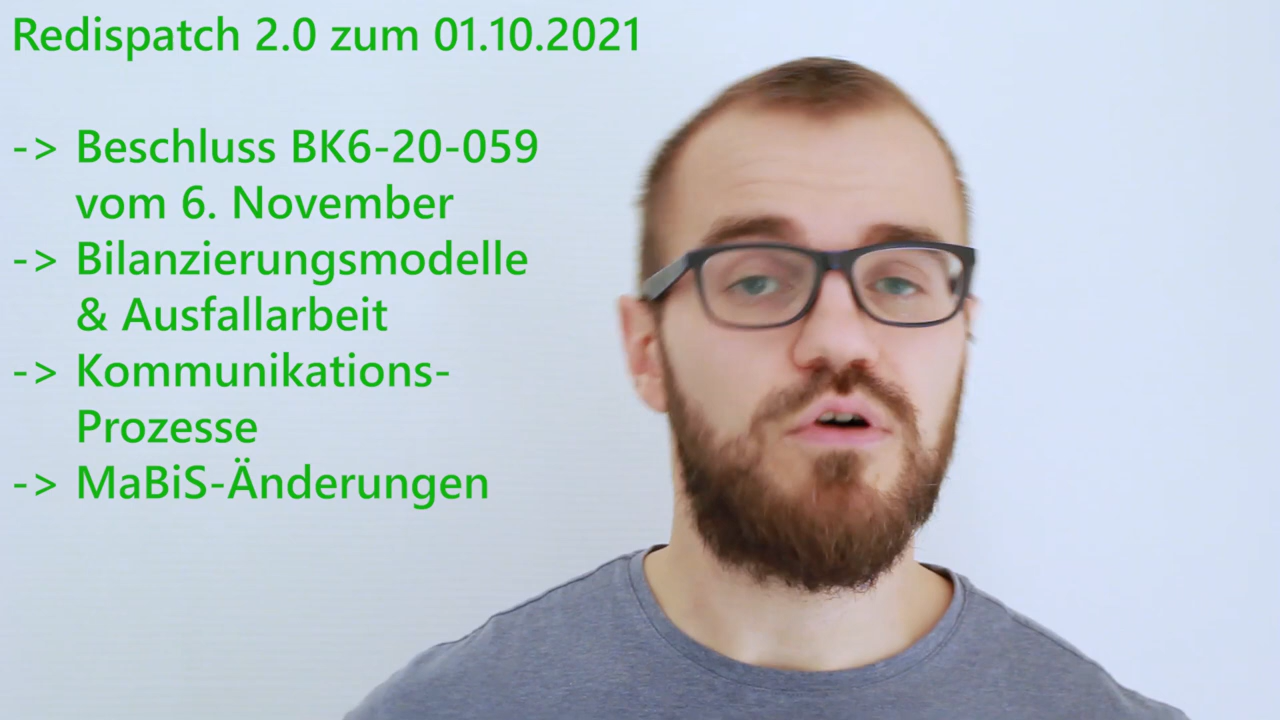 Redispatch 2.0 zum 01.10.2021
-> Beschluss BK6-20-059
vom 6. November
-> Bilanzierungsmodelle
& Ausfallarbeit
-> Kommunikations-
Prozesse
-> MaBiS-Änderungen